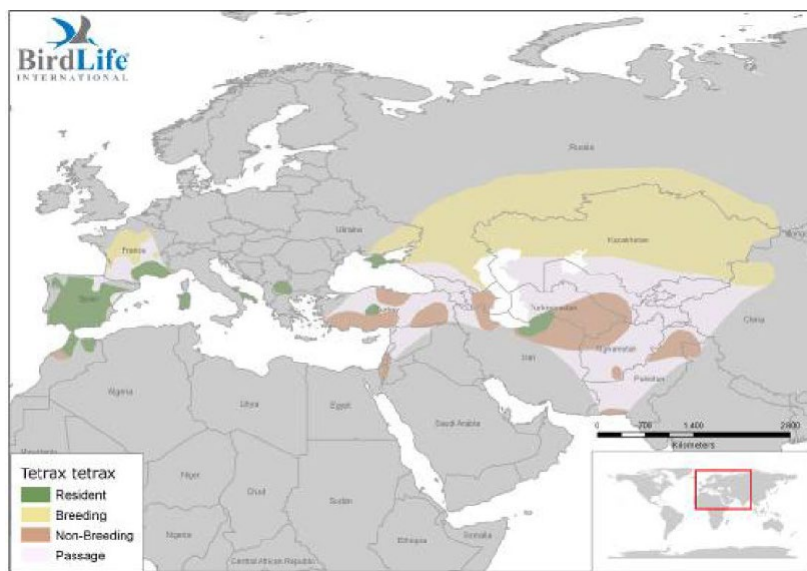 BirdLife
INTERNATIONAL
Russia
Ukraine
Kazakhstan
France
Spain
Turkmenistan
China
Afghanistan
Iran
Pakistan
Algeria
Libya
Egypt
Saudi Arabia
Niger
Chad
Sudan
Nigeria
Ethiopia
Somalia
Central African Republic
0 700 1 400 2 800
Kilometers
Tetrax tetrax
Resident
Breeding
Non-Breeding
Passage